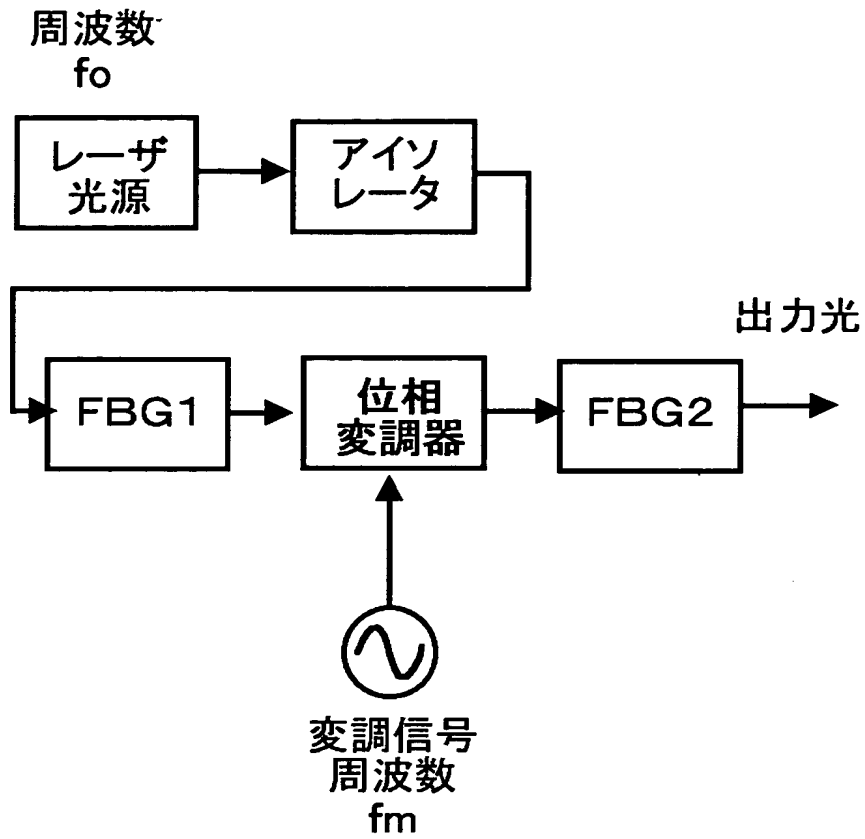 周波数
fo
レーザ
光源
アイソ
レータ
出力光
FBG1
位相
変調器
FBG2
変調信号
周波数
fm